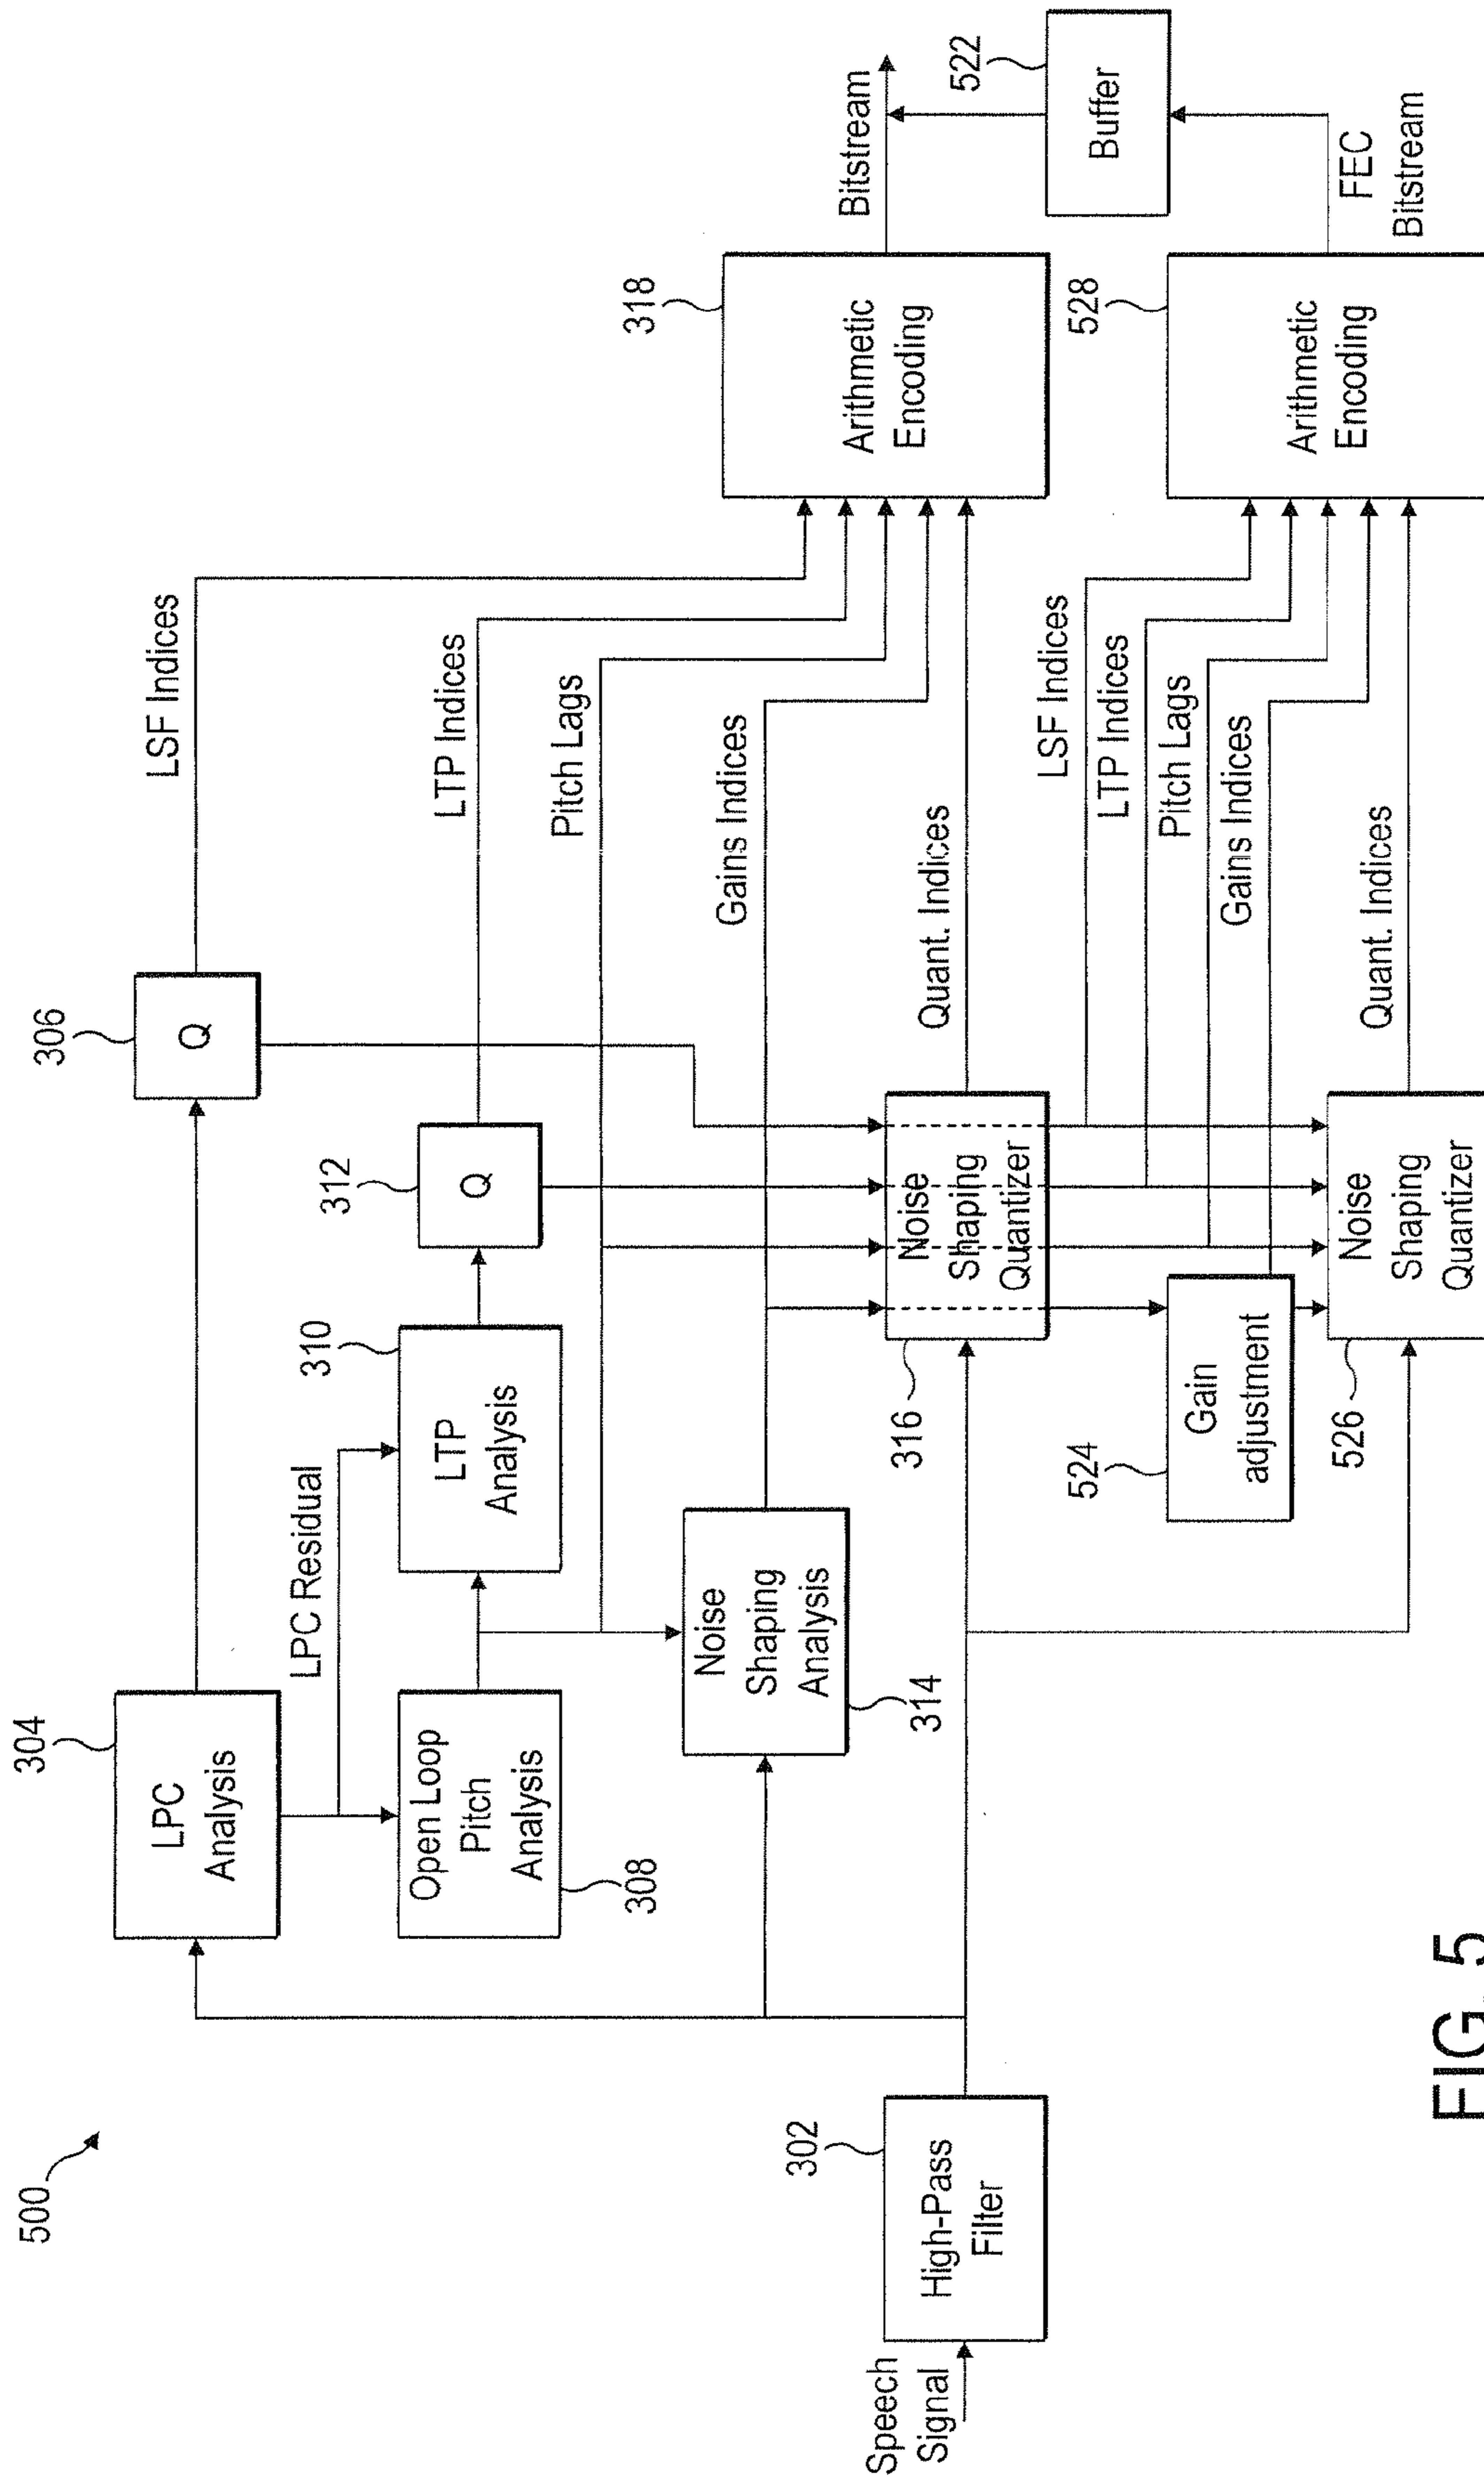 500
304
LPC
Analysis
306
Q
LSF Indices
LPC Residual
310
LTP
Analysis
312
Q
LTP Indices
Open Loop
Pitch
Analysis
308
Pitch Lags
Noise
Shaping
Analysis
314
Gains Indices
302
High-Pass
Filter
Speech
Signal
316
Noise
Shaping
Quantizer
Quant. Indices
318
Arithmetic
Encoding
Bitstream
522
Buffer
LSF Indices
LTP Indices
Pitch Lags
Gains Indices
524
Gain
adjustment
526
Noise
Shaping
Quantizer
Quant. Indices
528
Arithmetic
Encoding
FEC
Bitstream
FIG. 5